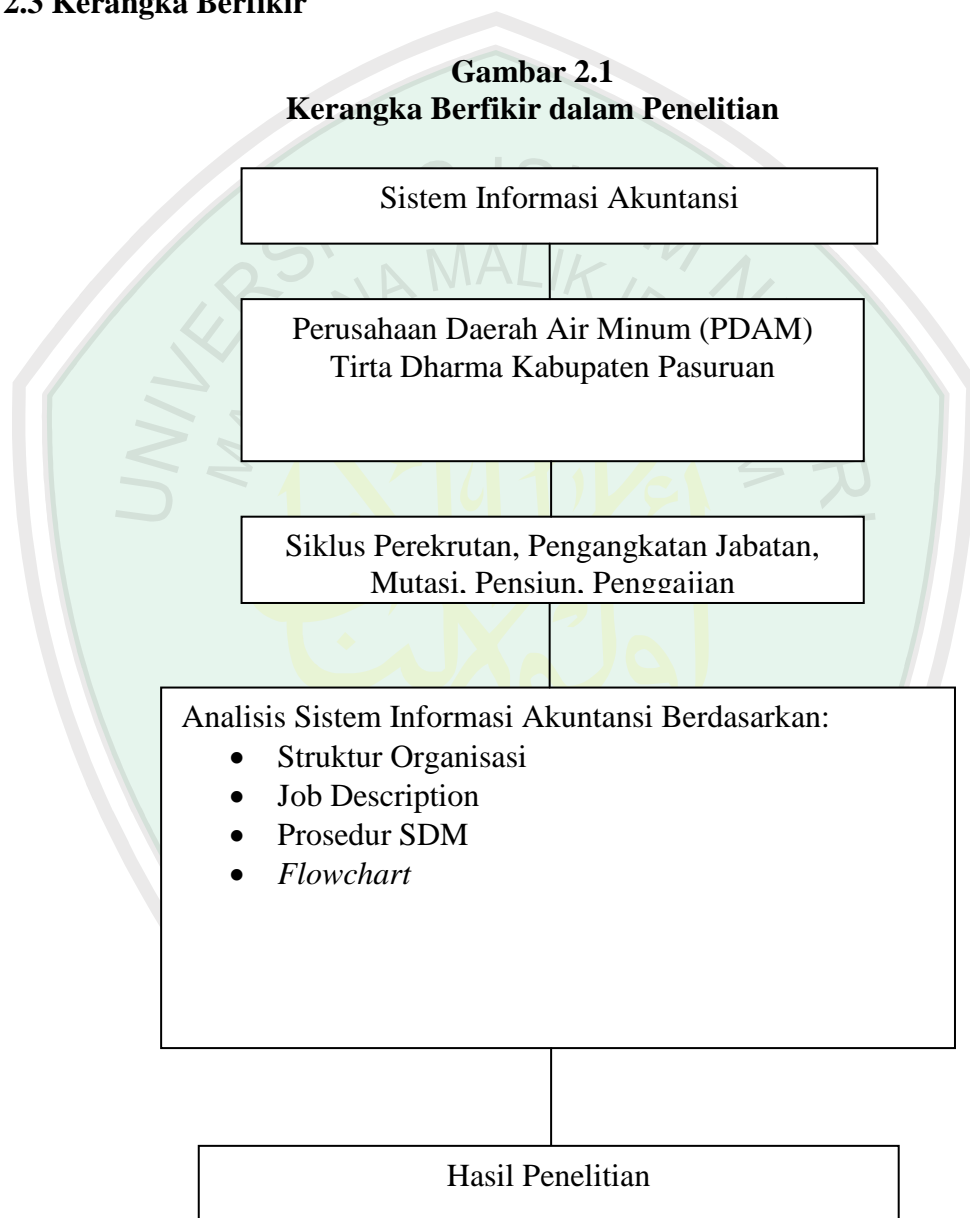 2.3 Kerangka Berfikir
Gambar 2.1
Kerangka Berfikir dalam Penelitian
Sistem Informasi Akuntansi
Perusahaan Daerah Air Minum (PDAM)
Tirta Dharma Kabupaten Pasuruan
Siklus Perekrutan, Pengangkatan Jabatan,
Mutasi, Pensiun, Penggajian
Analisis Sistem Informasi Akuntansi Berdasarkan:
• Struktur Organisasi
• Job Description
• Prosedur SDM
• Flowchart
Hasil Penelitian